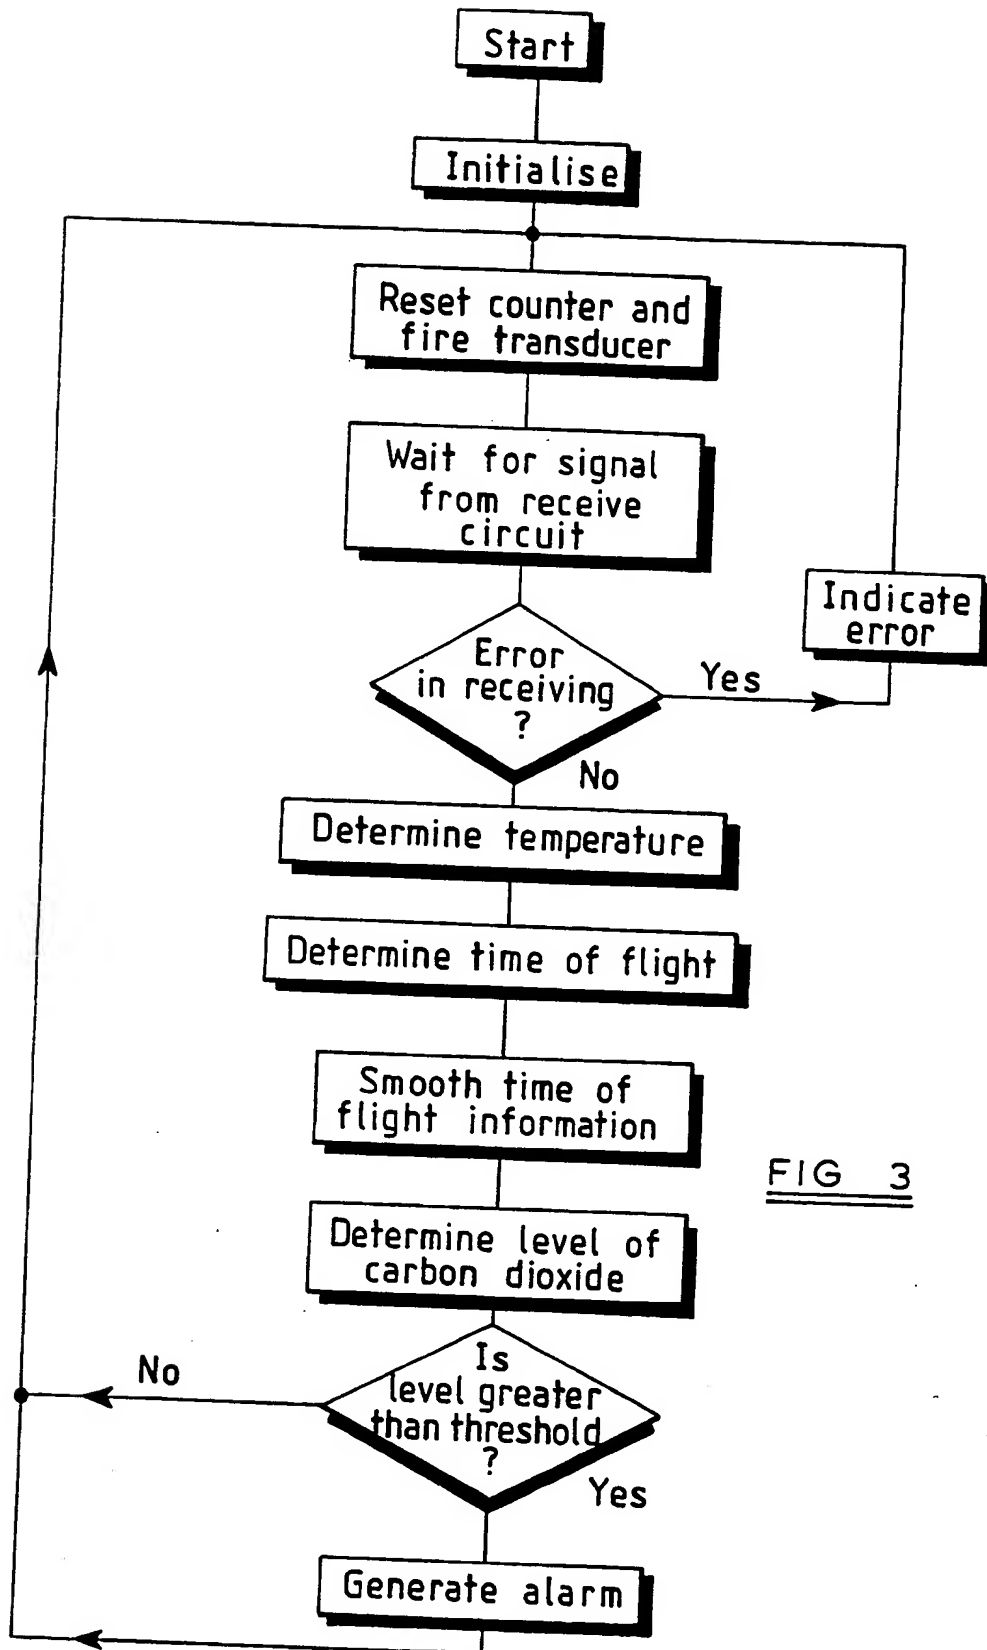 Start
Initialise
Reset counter and
fire transducer
Wait for signal
from receive
circuit
Indicate
error
Error
in receiving
?
Yes
No
Determine temperature
Determine time of flight
Smooth time of
flight information
FIG 3
Determine level of
carbon dioxide
Is
level greater
than threshold
?
No
Yes
Generate alarm